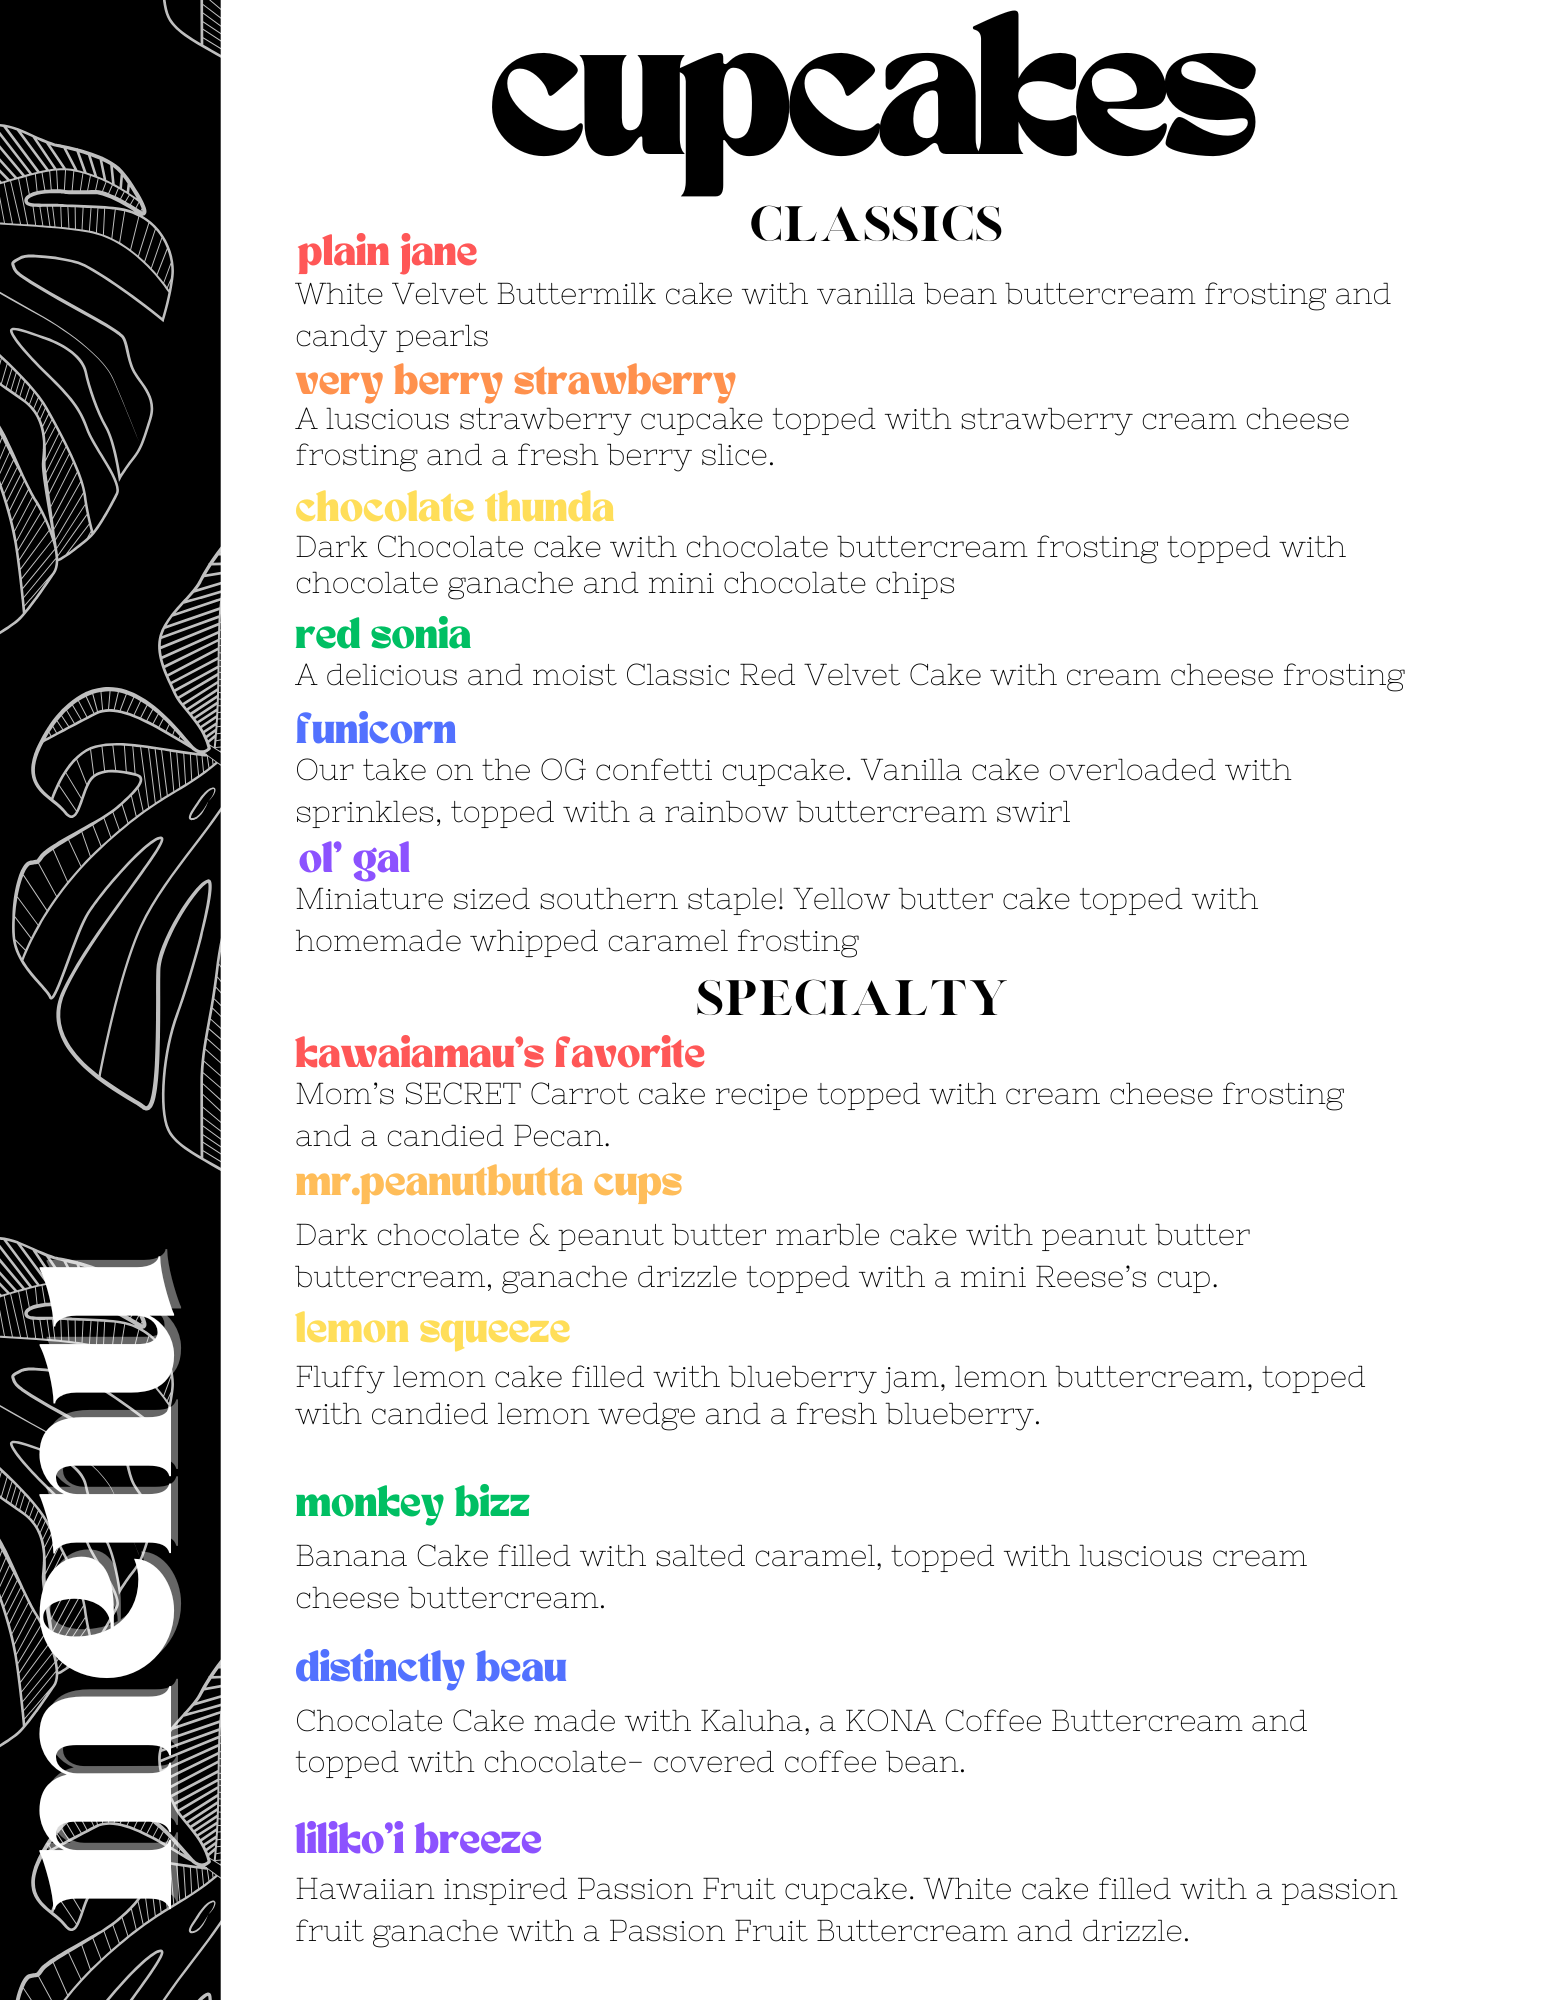 cupcakes
CLASSICS
plain jane
White Velvet Buttermilk cake with vanilla bean buttercream frosting and
candy pearls
very berry strawberry
A luscious strawberry cupcake topped with strawberry cream cheese
frosting and a fresh berry slice.
chocolate thunda
Dark Chocolate cake with chocolate buttercream frosting topped with
chocolate ganache and mini chocolate chips
red sonia
A delicious and moist Classic Red Velvet Cake with cream cheese frosting
funicorn
Our take on the OG confetti cupcake. Vanilla cake overloaded with
sprinkles, topped with a rainbow buttercream swirl
ol' gal
Miniature sized southern staple! Yellow butter cake topped with
homemade whipped caramel frosting
SPECIALTY
kawaiamau's favorite
Mom's SECRET Carrot cake recipe topped with cream cheese frosting
and a candied Pecan.
mr.peanutbutta cups
Dark chocolate & peanut butter marble cake with peanut butter
buttercream, ganache drizzle topped with a mini Reese's cup.
lemon squeeze
Fluffy lemon cake filled with blueberry jam, lemon buttercream, topped
with candied lemon wedge and a fresh blueberry.
monkey bizz
Banana Cake filled with salted caramel, topped with luscious cream
cheese buttercream.
distinctly beau
Chocolate Cake made with Kaluha, a KONA Coffee Buttercream and
topped with chocolate- covered coffee bean.
liliko'i breeze
Hawaiian inspired Passion Fruit cupcake. White cake filled with a passion
fruit ganache with a Passion Fruit Buttercream and drizzle.
menu